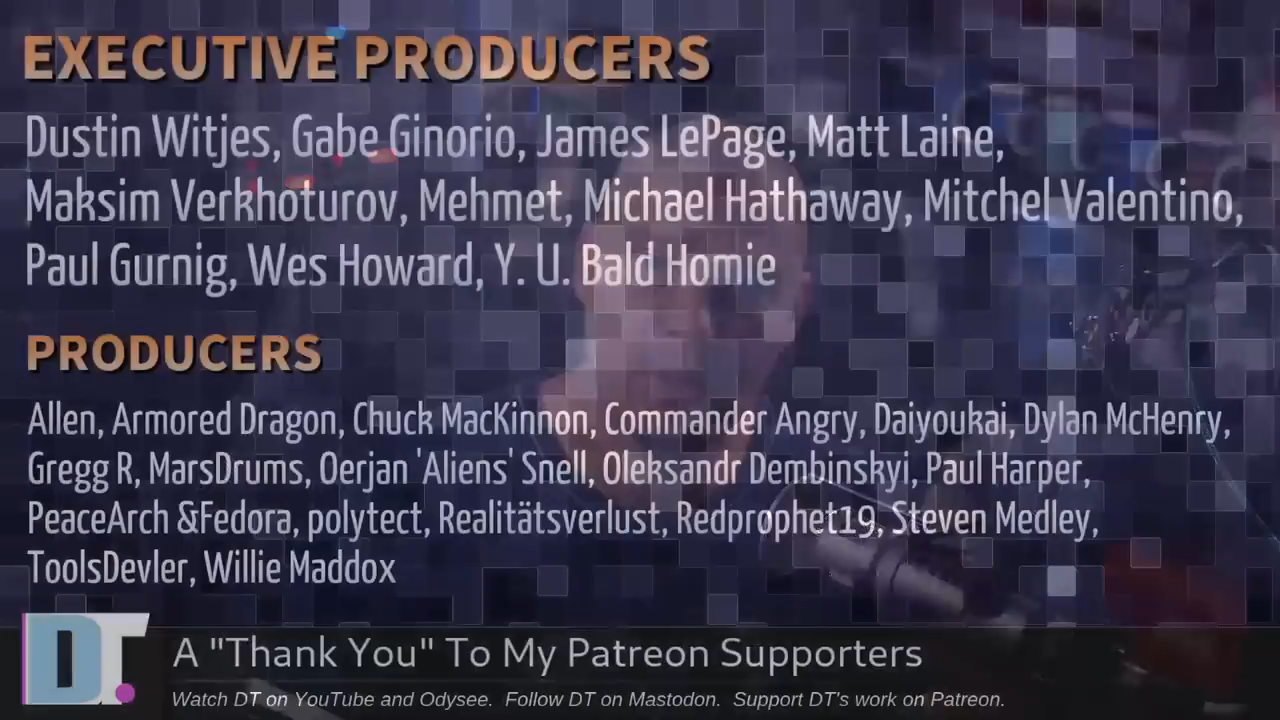 EXECUTIVE PRODUCERS
Dustin Witjes, Gabe Ginorio, James LePage, Matt Laine,
Maksim Verkhoturov, Mehmet, Michael Hathaway, Mitchel Valentino,
Paul Gurnig, Wes Howard, Y. U. Bald Homie
PRODUCERS
Allen, Armored Dragon, Chuck MacKinnon, Commander Angry, Daiyoukai, Dylan McHenry,
Gregg R, MarsDrums, Oerjan 'Aliens' Snell, Oleksandr Dembinskyi, Paul Harper,
PeaceArch &Fedora, polytect, Realitätsverlust, Redprophet19, Steven Medley,
ToolsDevler, Willie Maddox
DT
A "Thank You" To My Patreon Supporters
Watch DT on YouTube and Odysee. Follow DT on Mastodon. Support DT's work on Patreon.